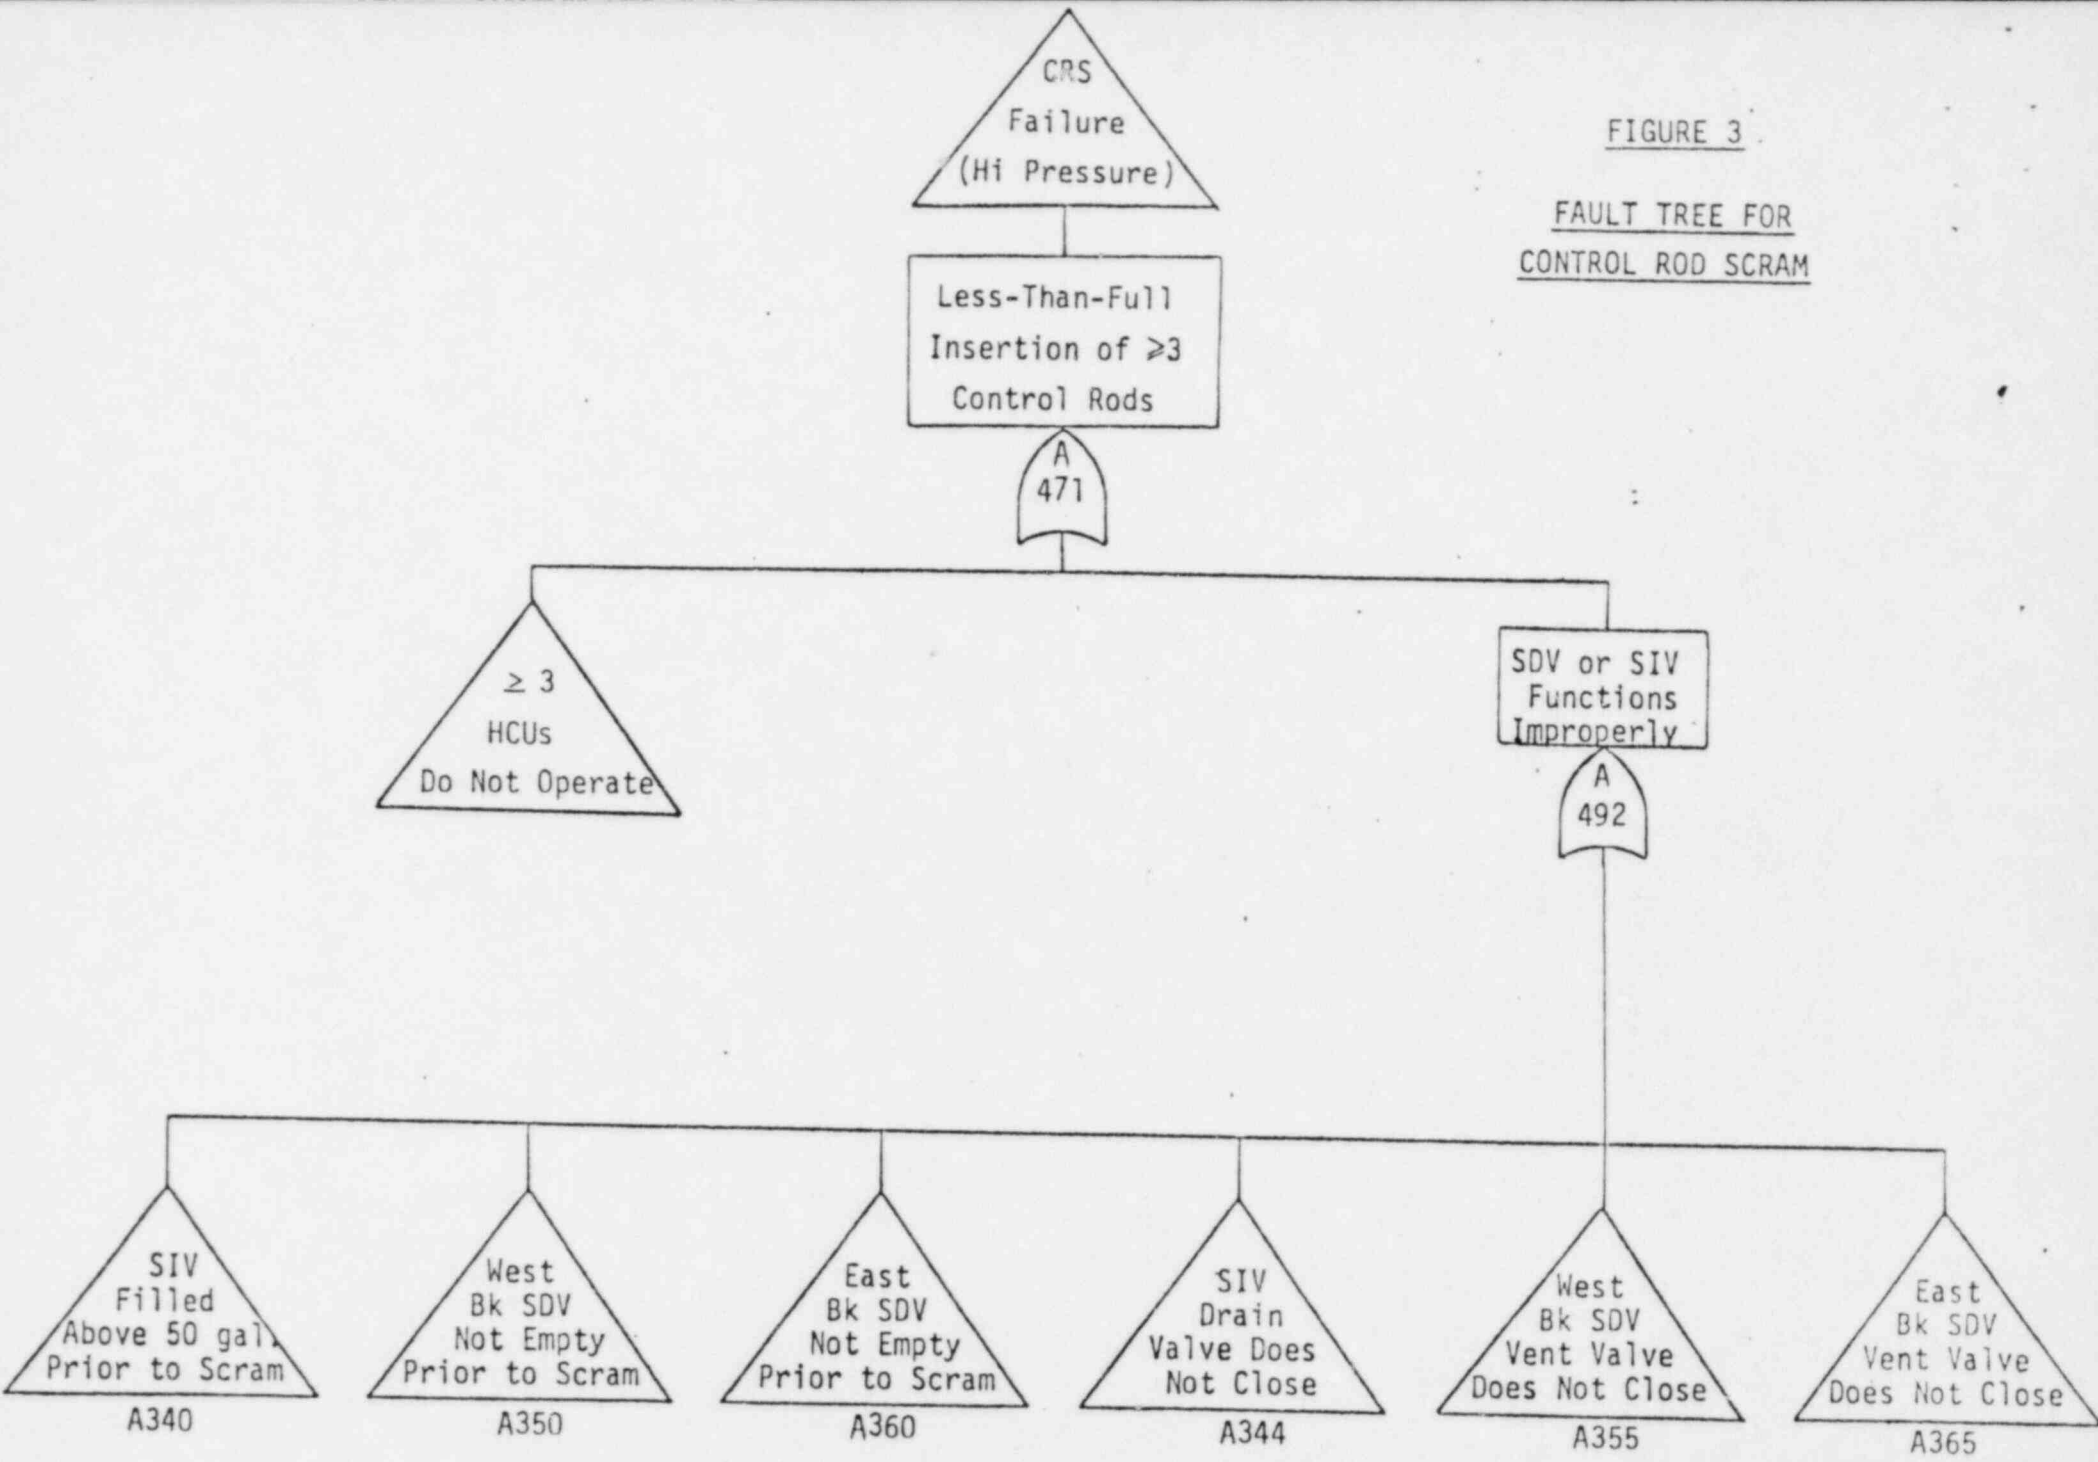 CRS
Failure
(Hi Pressure)
FIGURE 3
FAULT TREE FOR
CONTROL ROD SCRAM
Less-Than-Full
Insertion of ⩾3
Control Rods
A
471
≥ 3
HCUs
Do Not Operate
SDV or SIV
Functions
Improperly
A
492
SIV
Filled
Above 50 gal.
Prior to Scram
A340
West
Bk SDV
Not Empty
Prior to Scram
A350
East
Bk SDV
Not Empty
Prior to Scram
A360
SIV
Drain
Valve Does
Not Close
A344
West
Bk SDV
Vent Valve
Does Not Close
A355
East
Bk SDV
Vent Valve
Does Not Close
A365